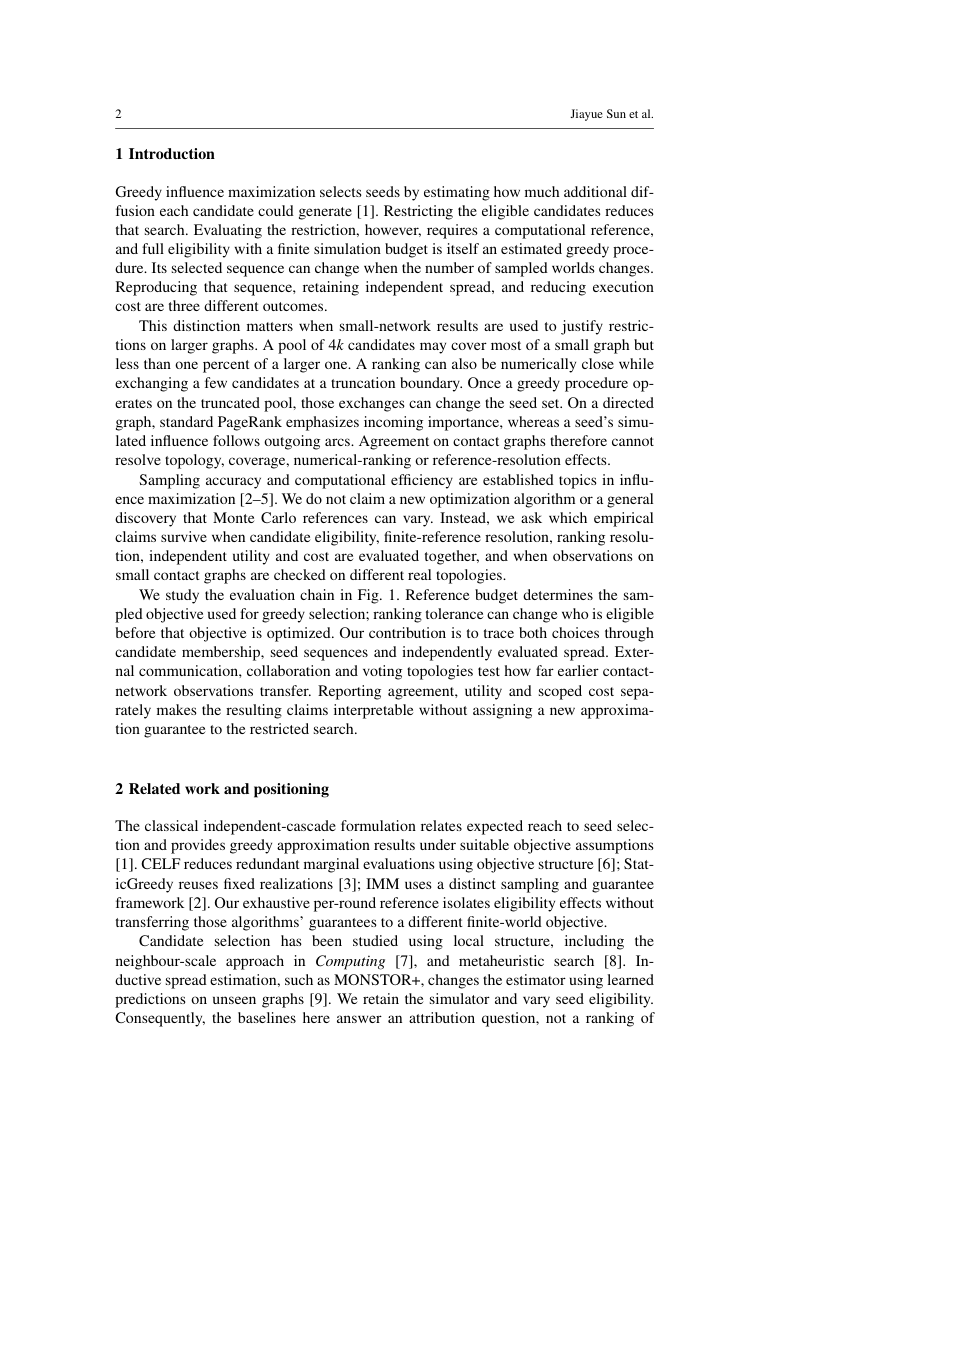 2
Jiayue Sun et al.
1 Introduction
Greedy influence maximization selects seeds by estimating how much additional dif-
fusion each candidate could generate [1]. Restricting the eligible candidates reduces
that search. Evaluating the restriction, however, requires a computational reference,
and full eligibility with a finite simulation budget is itself an estimated greedy proce-
dure. Its selected sequence can change when the number of sampled worlds changes.
Reproducing that sequence, retaining independent spread, and reducing execution
cost are three different outcomes.
This distinction matters when small-network results are used to justify restric-
tions on larger graphs. A pool of 4k candidates may cover most of a small graph but
less than one percent of a larger one. A ranking can also be numerically close while
exchanging a few candidates at a truncation boundary. Once a greedy procedure op-
erates on the truncated pool, those exchanges can change the seed set. On a directed
graph, standard PageRank emphasizes incoming importance, whereas a seed's simu-
lated influence follows outgoing arcs. Agreement on contact graphs therefore cannot
resolve topology, coverage, numerical-ranking or reference-resolution effects.
Sampling accuracy and computational efficiency are established topics in influ-
ence maximization [2–5]. We do not claim a new optimization algorithm or a general
discovery that Monte Carlo references can vary. Instead, we ask which empirical
claims survive when candidate eligibility, finite-reference resolution, ranking resolu-
tion, independent utility and cost are evaluated together, and when observations on
small contact graphs are checked on different real topologies.
We study the evaluation chain in Fig. 1. Reference budget determines the sam-
pled objective used for greedy selection; ranking tolerance can change who is eligible
before that objective is optimized. Our contribution is to trace both choices through
candidate membership, seed sequences and independently evaluated spread. Exter-
nal communication, collaboration and voting topologies test how far earlier contact-
network observations transfer. Reporting agreement, utility and scoped cost sepa-
rately makes the resulting claims interpretable without assigning a new approxima-
tion guarantee to the restricted search.
2 Related work and positioning
The classical independent-cascade formulation relates expected reach to seed selec-
tion and provides greedy approximation results under suitable objective assumptions
[1]. CELF reduces redundant marginal evaluations using objective structure [6]; Stat-
icGreedy reuses fixed realizations [3]; IMM uses a distinct sampling and guarantee
framework [2]. Our exhaustive per-round reference isolates eligibility effects without
transferring those algorithms' guarantees to a different finite-world objective.
Candidate selection has been studied using local structure, including the
neighbour-scale approach in Computing [7], and metaheuristic search [8]. In-
ductive spread estimation, such as MONSTOR+, changes the estimator using learned
predictions on unseen graphs [9]. We retain the simulator and vary seed eligibility.
Consequently, the baselines here answer an attribution question, not a ranking of